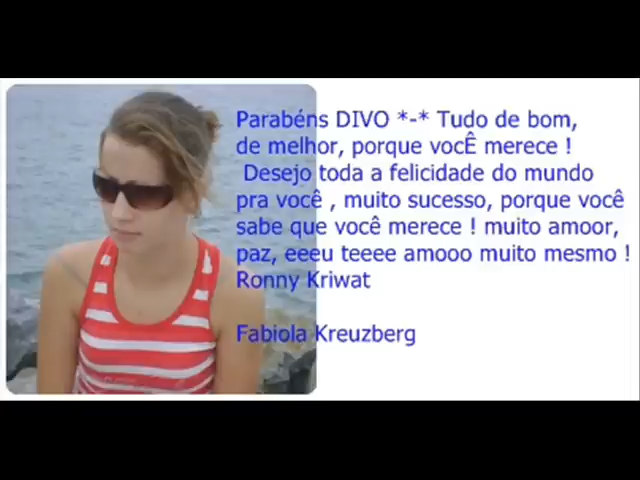 Parabéns DIVO *-* Tudo de bom,
de melhor, porque vocÊ merece !
Desejo toda a felicidade do mundo
pra você , muito sucesso, porque você
sabe que você merece ! muito amoor,
paz, eeeu teeee amooo muito mesmo !
Ronny Kriwat
Fabiola Kreuzberg